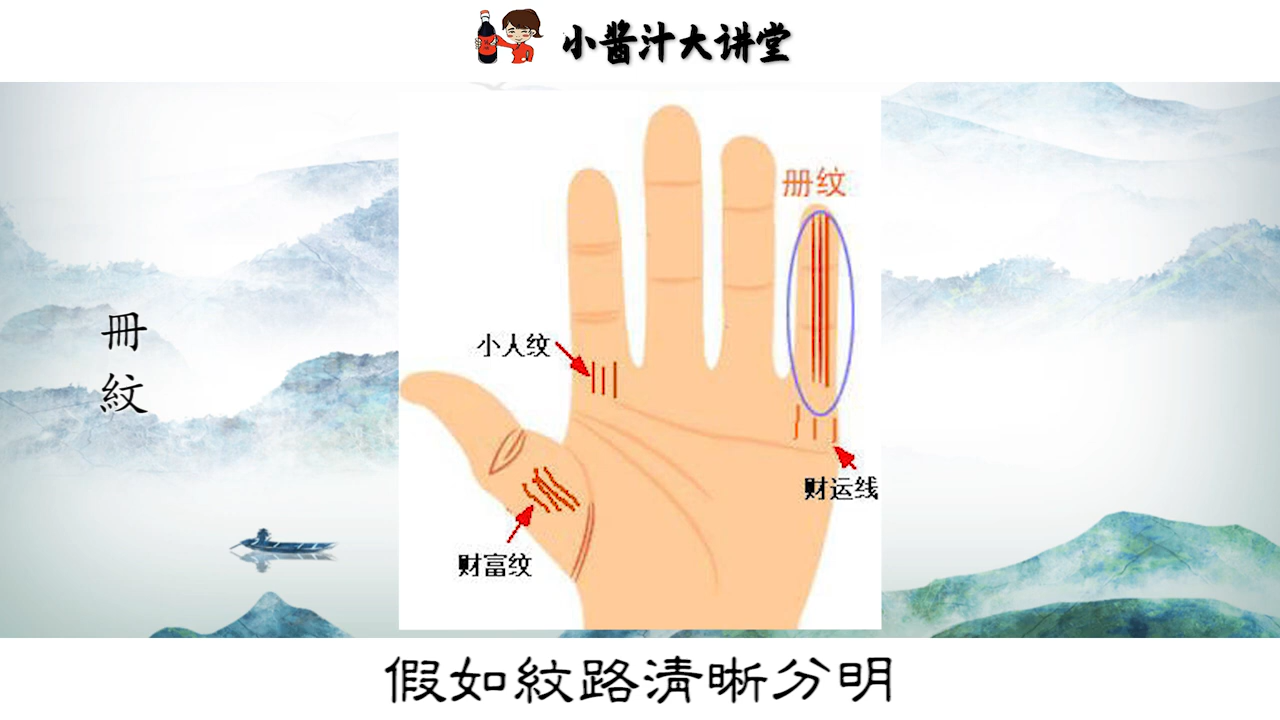 小酱汁大讲堂
册纹
冊紋
小人纹
财运线
财富纹
假如紋路清晰分明